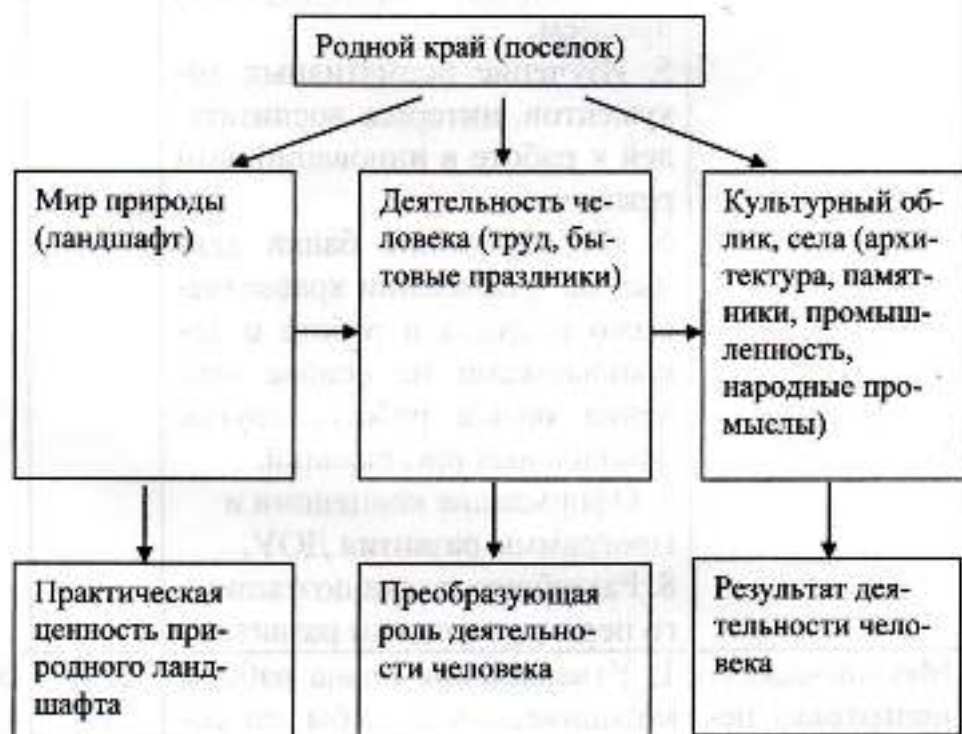 Родной край (поселок)
Мир природы
(ландшафт)
Деятельность че-
ловека (труд, бы-
товые праздники)
Культурный об-
лик, села (архи-
тектура, памят-
ники, промыш-
ленность,
народные про-
мыслы)
Практическая
ценность при-
родного ланд-
шафта
Преобразующая
роль деятельно-
сти человека
Результат дея-
тельности чело-
века